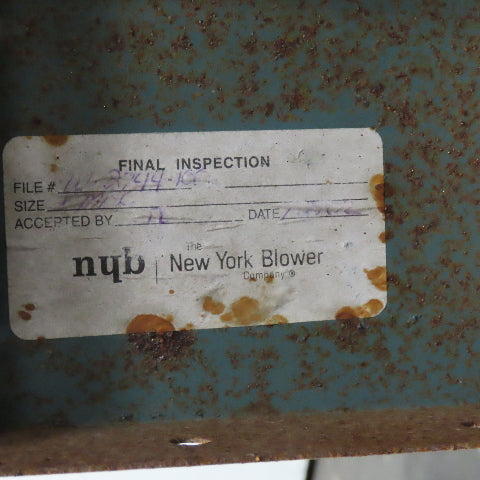 FINAL INSPECTION
FILE #
SIZE
ACCEPTED BY DATE
The
nyb New York Blower
Company®